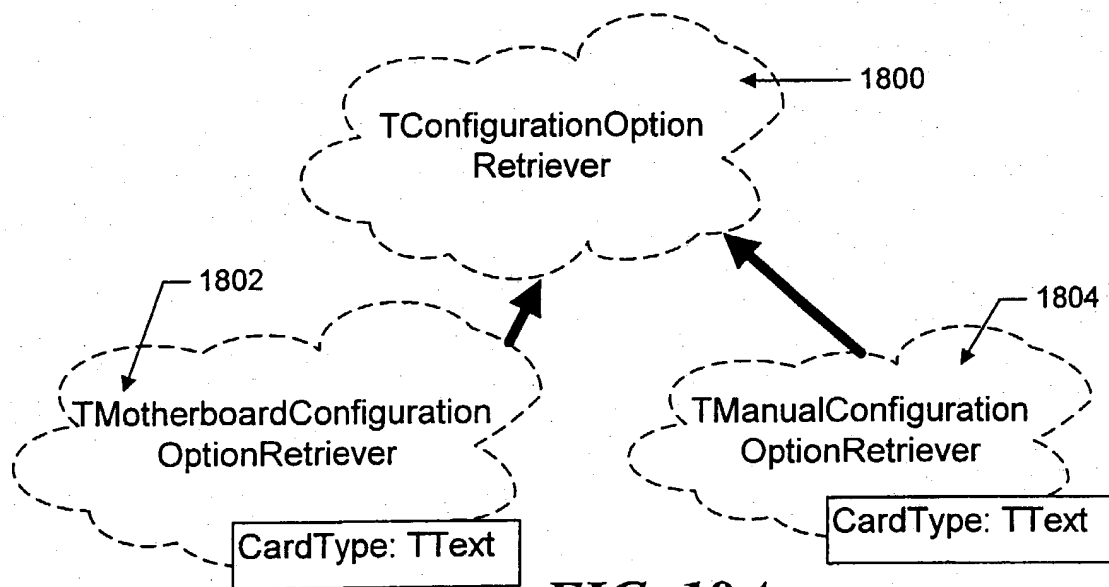 1800
TConfigurationOption
Retriever
1802
1804
TMotherboardConfiguration
OptionRetriever
TManualConfiguration
OptionRetriever
CardType: TText
CardType: TText